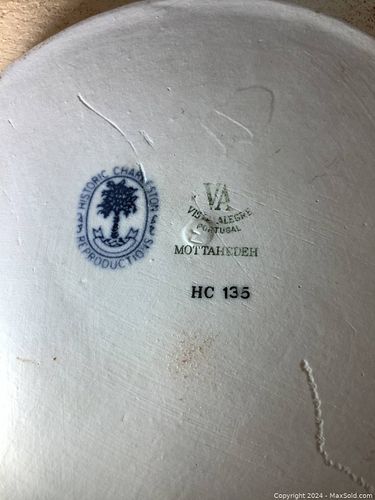 HISTORIC CHARLESTON
REPRODUCTIONS
VA
VISTA ALEGRE
PORTUGAL
MOTTAHEDEH
HC 135
Copyright © 2024 - MaxSold.com